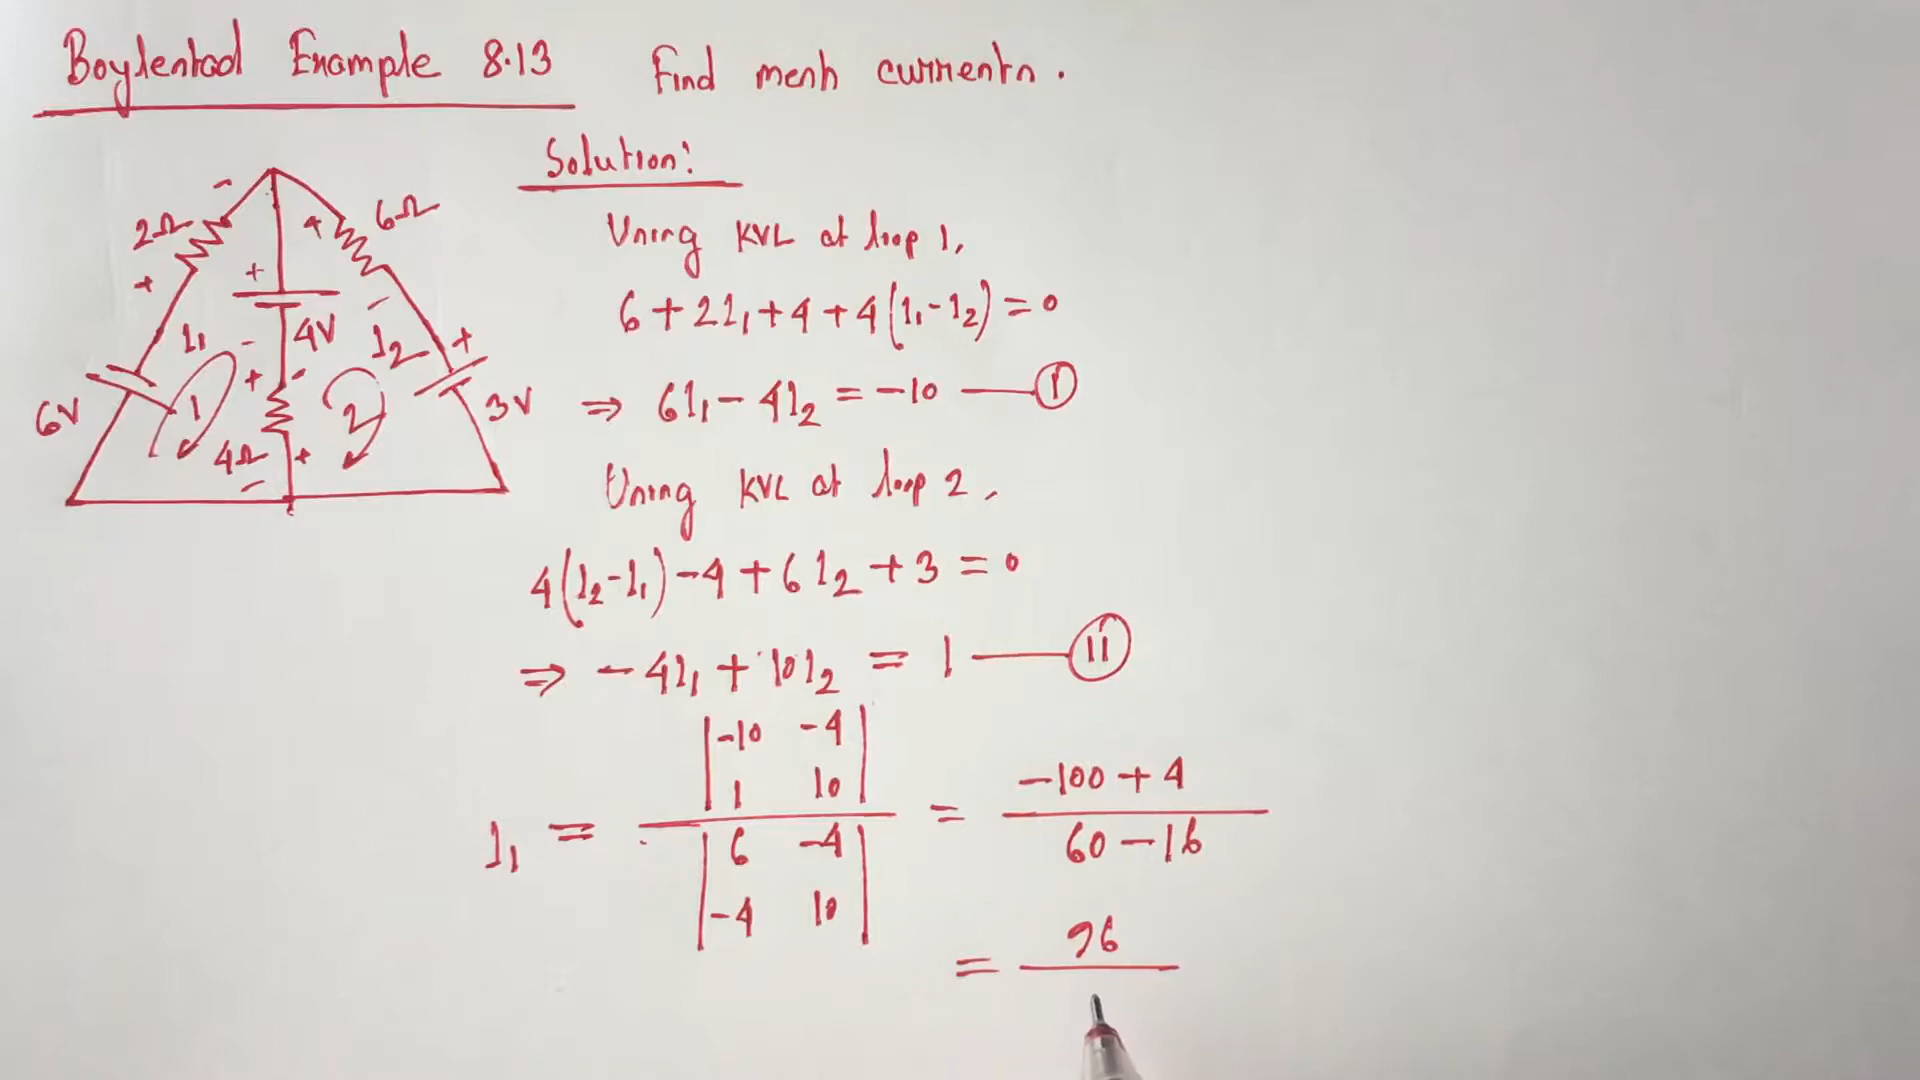 Boylestad Example 8.13 Find mesh currents.
Solution:
2Ω 6Ω
- + + -
+ 4V -
I₁ I₂
6V 1 2 + 3V
+ - 4Ω - +
Using KVL at loop 1,
6 + 2I₁ + 4 + 4(I₁-I₂) = 0
⇒ 6I₁ - 4I₂ = -10 — I
Using KVL at loop 2,
4(I₂-I₁) - 4 + 6I₂ + 3 = 0
⇒ -4I₁ + 10I₂ = 1 — II
I₁ = |-10 -4; 1 10| / |6 -4; -4 10| = (-100 + 4) / (60 - 16)
= 96